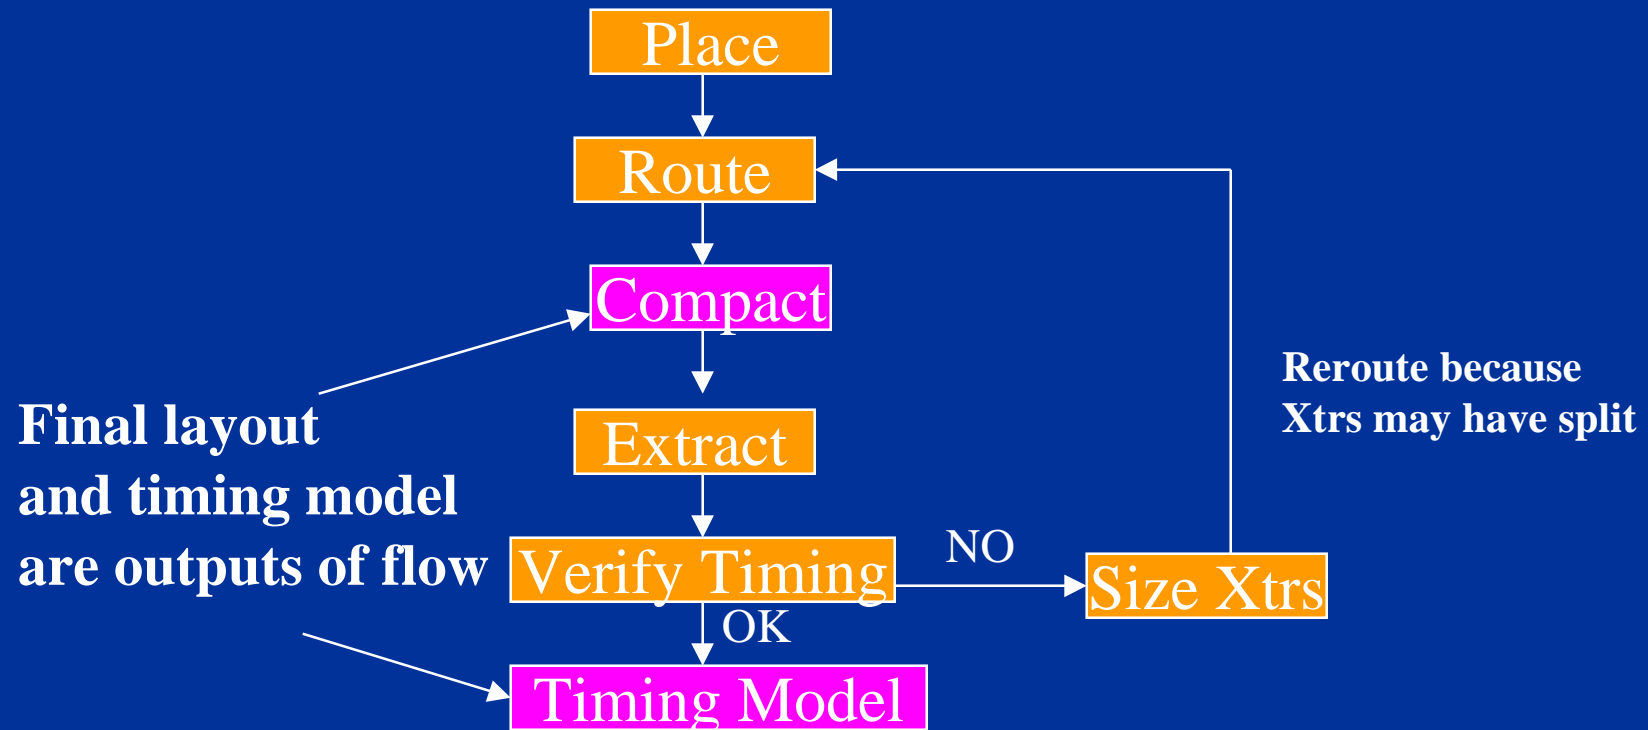 Place
Route
Compact
Reroute because
Xtrs may have split
Final layout
and timing model
are outputs of flow
Extract
Verify Timing
NO
Size Xtrs
OK
Timing Model